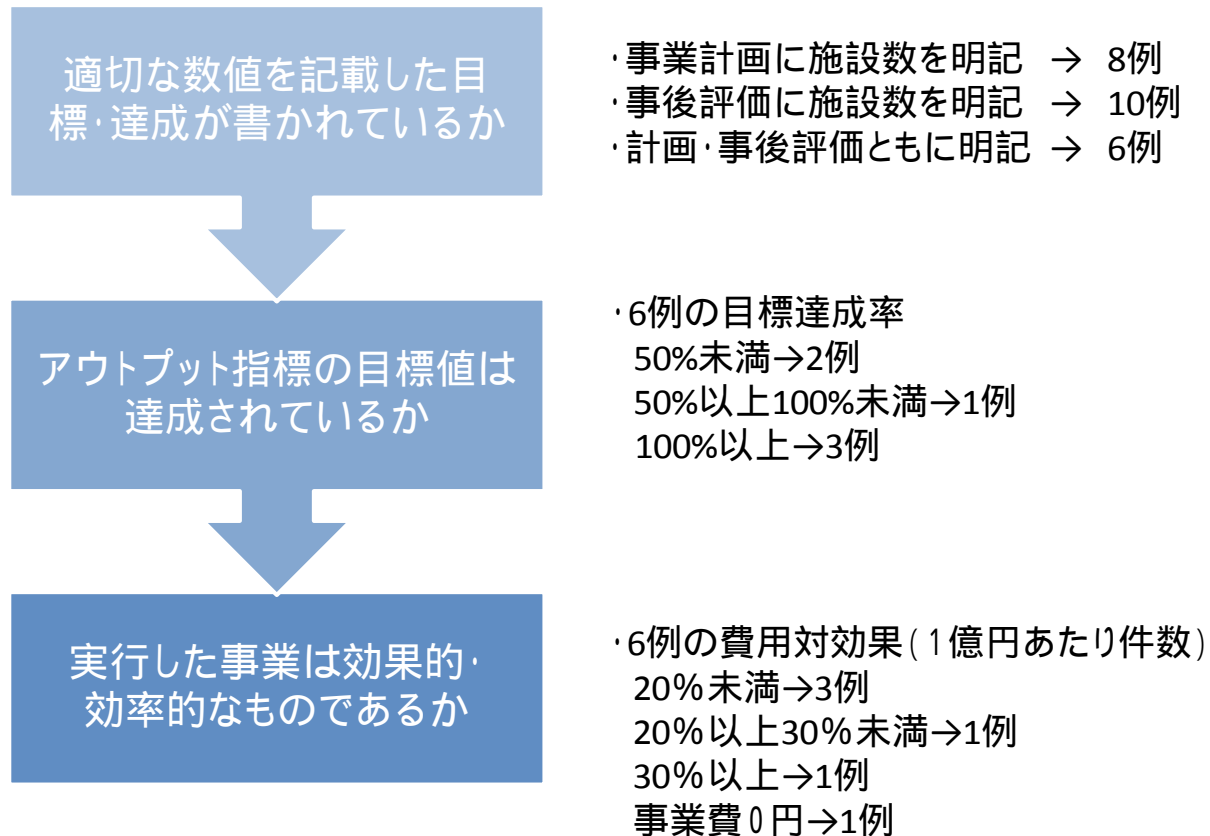 適切な数値を記載した目
標・達成が書かれているか
・事業計画に施設数を明記 → 8例
・事後評価に施設数を明記 → 10例
・計画・事後評価ともに明記 → 6例
アウトプット指標の目標値は
達成されているか
・6例の目標達成率
50%未満→2例
50%以上100%未満→1例
100%以上→3例
実行した事業は効果的・
効率的なものであるか
・6例の費用対効果(1億円あたり件数)
20%未満→3例
20%以上30%未満→1例
30%以上→1例
事業費0円→1例